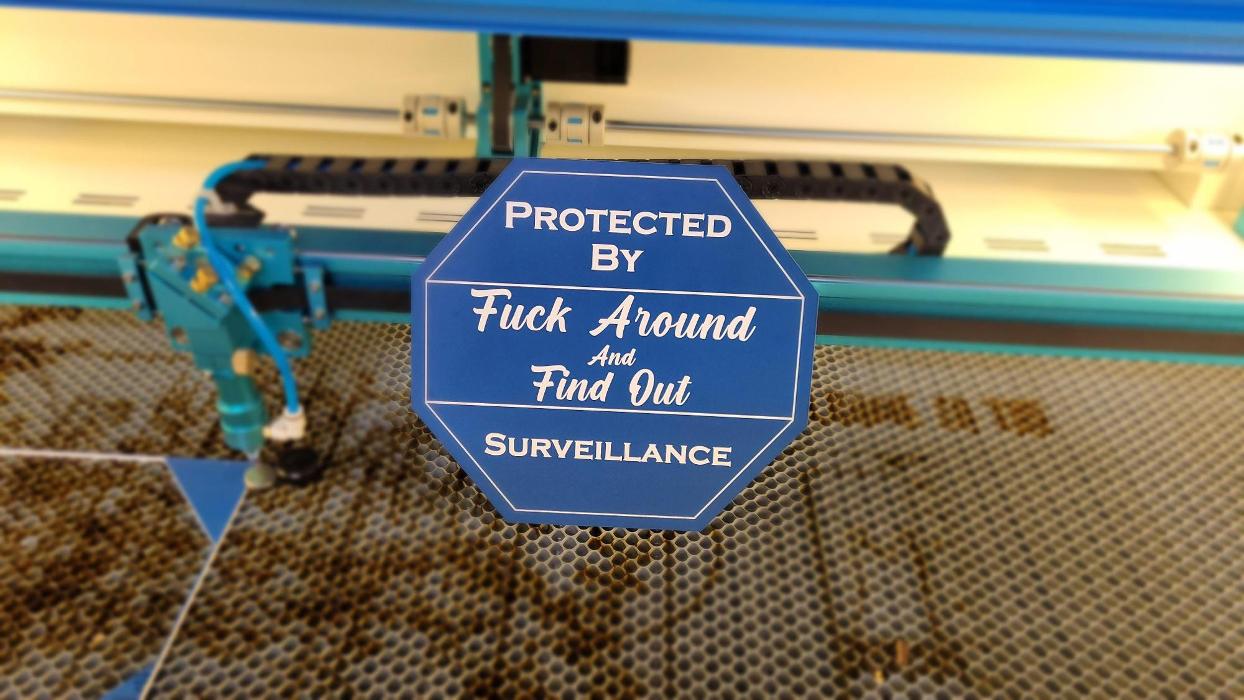 Protected
By
Fuck Around
And
Find Out
Surveillance